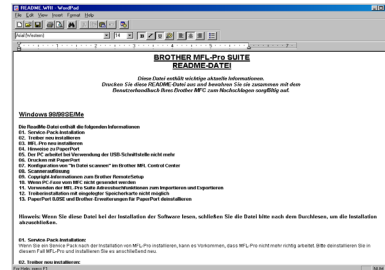 README.WRI - WordPad
File Edit View Insert Format Help
Arial (Western) 14
BROTHER MFL-Pro SUITE
README-DATEI
Diese Datei enthält wichtige aktuelle Informationen.
Drucken Sie diese README-Datei aus und bewahren Sie sie zusammen mit dem
Benutzerhandbuch Ihres Brother MFC zum Nachschlagen sorgfältig auf.
Windows 98/98SE/Me
Die ReadMe-Datei enthält die folgenden Informationen:
01. Service-Pack-Installation
02. Treiber neu installieren
03. MFL-Pro neu installieren
04. Hinweise zu PaperPort
05. Der PC arbeitet bei Verwendung der USB-Schnittstelle nicht mehr
06. Drucken mit PaperPort
07. Konfiguration von "In Datei scannen" im Brother MFL Control Center
08. Scannerauflösung
09. Copyright-Informationen zum Brother RemoteSetup
10. Wenn PC-Faxe vom MFC nicht gesendet werden
11. Verwenden der MFL-Pro Suite Adressbuchfunktionen zum Importieren und Exportieren
12. Treiberinstallation mit eingelegter Speicherkarte nicht möglich
13. PaperPort 8.0SE und Brother-Erweiterungen für PaperPort deinstallieren
Hinweis: Wenn Sie diese Datei bei der Installation der Software lesen, schließen Sie die Datei bitte nach dem Durchlesen, um die Installation
abzuschließen.
01. Service-Pack-Installation:
Wenn Sie ein Service Pack nach der Installation von MFL-Pro installieren, kann es vorkommen, dass MFL-Pro nicht mehr richtig arbeitet. Bitte deinstallieren Sie in
diesem Fall MFL-Pro und installieren Sie es anschließend neu.
02. Treiber neu installieren:
For Help, press F1
NUM